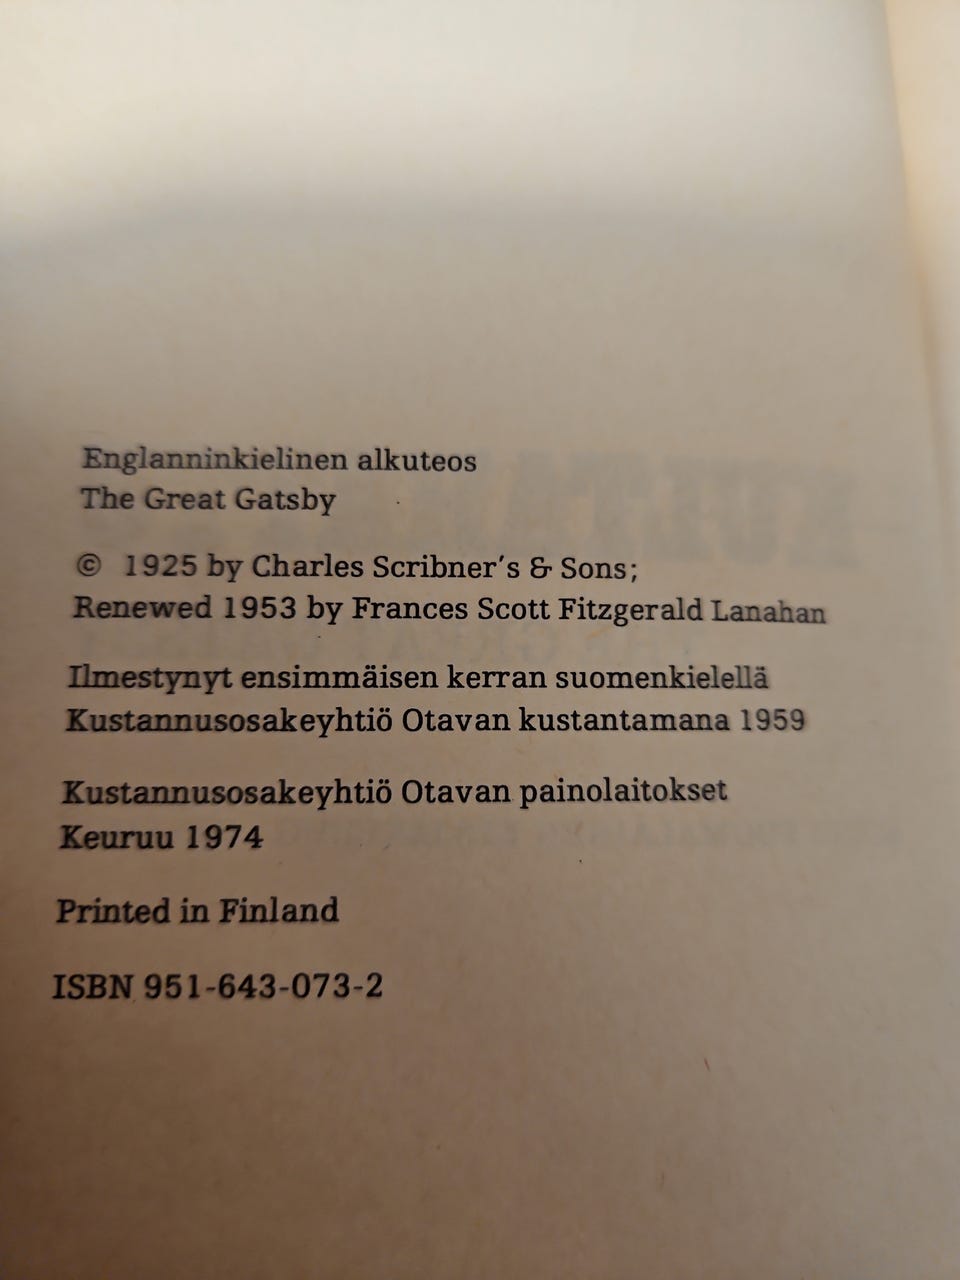 Englanninkielinen alkuteos
The Great Gatsby
© 1925 by Charles Scribner's & Sons;
Renewed 1953 by Frances Scott Fitzgerald Lanahan
Ilmestynyt ensimmäisen kerran suomenkielellä
Kustannusosakeyhtiö Otavan kustantamana 1959
Kustannusosakeyhtiö Otavan painolaitokset
Keuruu 1974
Printed in Finland
ISBN 951-643-073-2